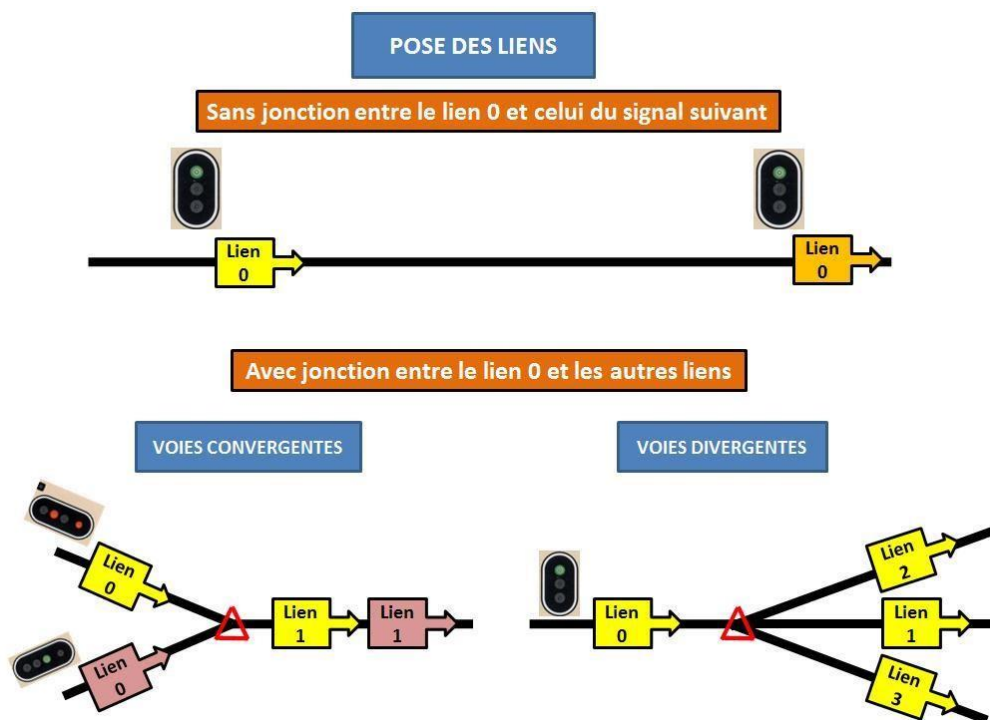 POSE DES LIENS
Sans jonction entre le lien 0 et celui du signal suivant
Lien
0
Lien
0
Avec jonction entre le lien 0 et les autres liens
VOIES CONVERGENTES
VOIES DIVERGENTES
Lien
0
Lien
0
Lien
1
Lien
1
Lien
0
Lien
2
Lien
1
Lien
3